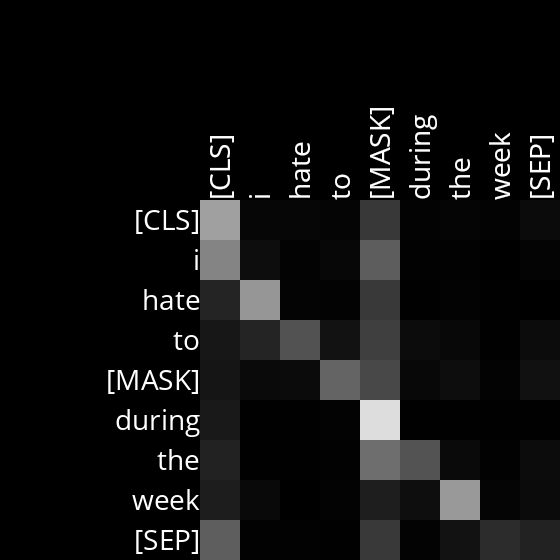 [CLS] i hate to [MASK] during the week [SEP]
[CLS]
i
hate
to
[MASK]
during
the
week
[SEP]